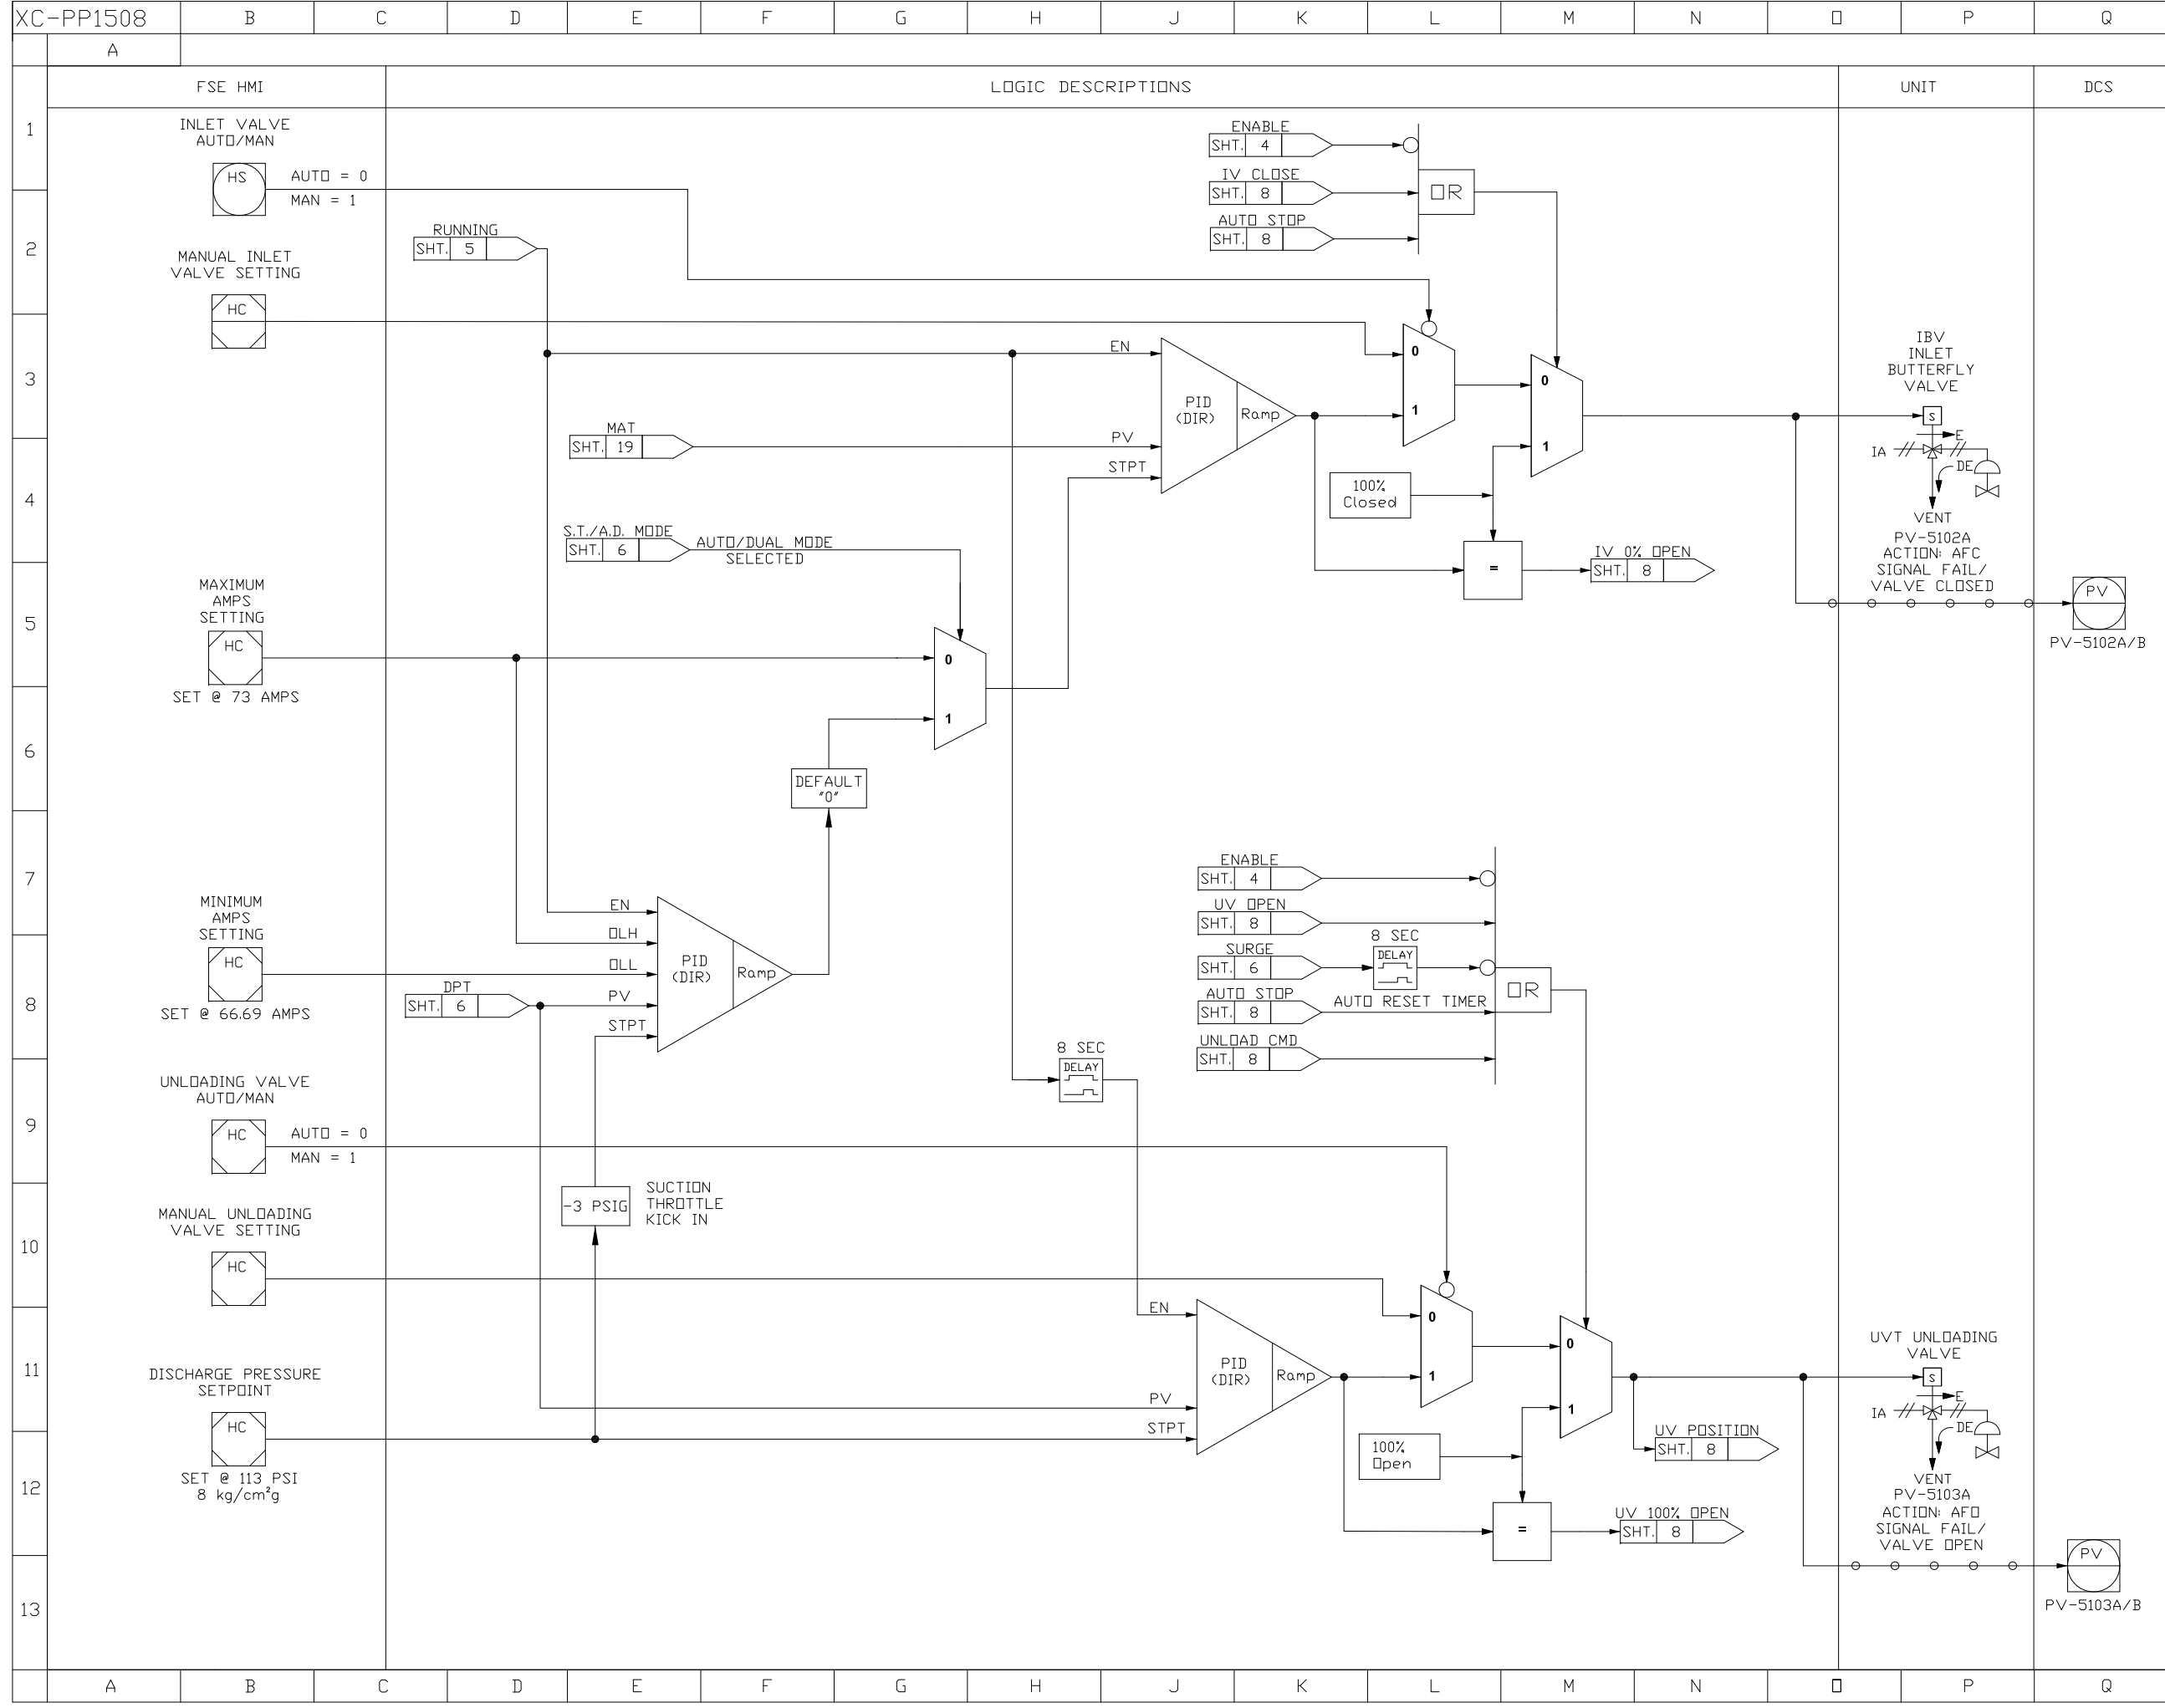 XC-PP1508
B
C
D
E
F
G
H
J
K
L
M
N
O
P
Q
A
FSE HMI
LOGIC DESCRIPTIONS
UNIT
DCS
1
INLET VALVE
AUTO/MAN
HS
AUTO = 0
MAN = 1
ENABLE
SHT. 4
IV CLOSE
SHT. 8
OR
AUTO STOP
SHT. 8
2
RUNNING
SHT. 5
MANUAL INLET
VALVE SETTING
HC
3
EN
PID
(DIR)
Ramp
PV
STPT
0
1
0
1
MAT
SHT. 19
IBV
INLET
BUTTERFLY
VALVE
S
E
IA
DE
VENT
PV-5102A
ACTION: AFC
SIGNAL FAIL/
VALVE CLOSED
4
100%
Closed
S.T./A.D. MODE
SHT. 6
AUTO/DUAL MODE
SELECTED
=
IV 0% OPEN
SHT. 8
5
MAXIMUM
AMPS
SETTING
HC
SET @ 73 AMPS
0
1
PV
PV-5102A/B
6
DEFAULT
"0"
7
ENABLE
SHT. 4
UV OPEN
SHT. 8
MINIMUM
AMPS
SETTING
HC
SET @ 66.69 AMPS
EN
OLH
OLL
PV
STPT
PID
(DIR)
Ramp
8 SEC
DELAY
SURGE
SHT. 6
OR
8
DPT
SHT. 6
AUTO STOP
SHT. 8
AUTO RESET TIMER
UNLOAD CMD
SHT. 8
8 SEC
DELAY
UNLOADING VALVE
AUTO/MAN
9
HC
AUTO = 0
MAN = 1
-3 PSIG
SUCTION
THROTTLE
KICK IN
MANUAL UNLOADING
VALVE SETTING
10
HC
EN
PID
(DIR)
Ramp
PV
STPT
0
1
0
1
11
DISCHARGE PRESSURE
SETPOINT
HC
SET @ 113 PSI
8 kg/cm²g
UVT UNLOADING
VALVE
S
E
IA
DE
VENT
PV-5103A
ACTION: AFO
SIGNAL FAIL/
VALVE OPEN
100%
Open
UV POSITION
SHT. 8
12
=
UV 100% OPEN
SHT. 8
PV
PV-5103A/B
13
A
B
C
D
E
F
G
H
J
K
L
M
N
O
P
Q